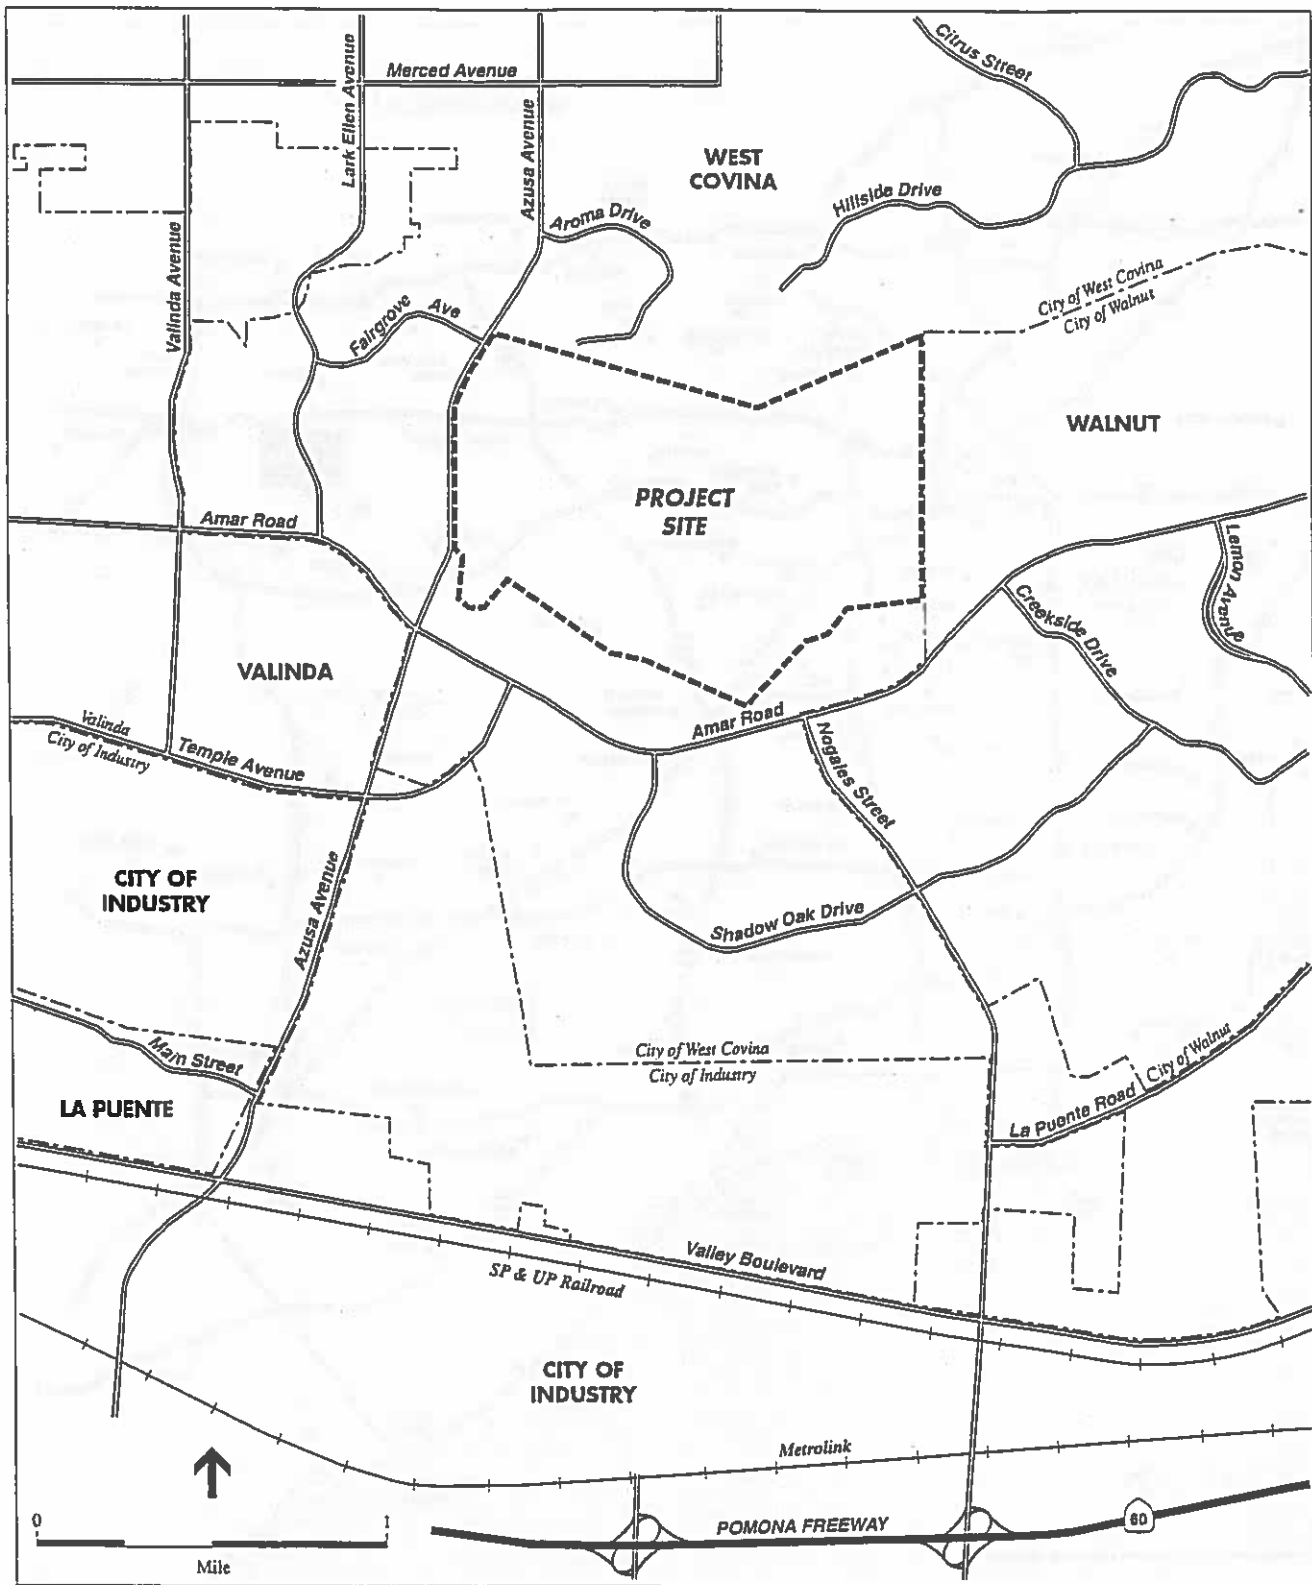 Citrus Street
Lark Ellen Avenue
Merced Avenue
Azusa Avenue
WEST
COVINA
Hillside Drive
Aroma Drive
Valinda Avenue
City of West Covina
City of Walnut
Fairgrove Ave
WALNUT
PROJECT
SITE
Amar Road
Lemon Avenue
Creekside Drive
VALINDA
Valinda
City of Industry
Temple Avenue
Amar Road
Nogales Street
CITY OF
INDUSTRY
Azusa Avenue
Shadow Oak Drive
Main Street
City of West Covina
City of Industry
City of Walnut
LA PUENTE
La Puente Road
Valley Boulevard
SP & UP Railroad
CITY OF
INDUSTRY
Metrolink
0 1
Mile
POMONA FREEWAY
60